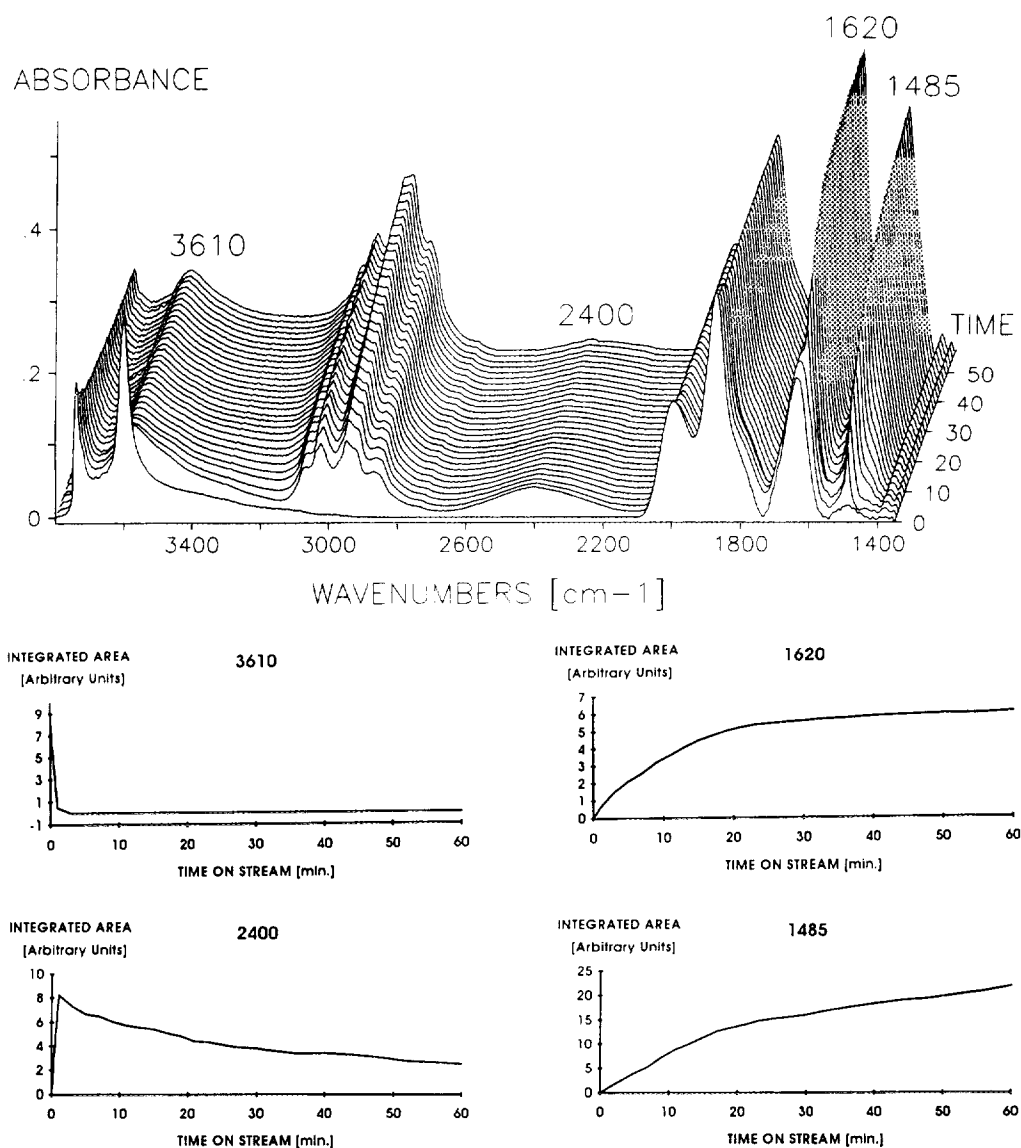 1620
ABSORBANCE
1485
3610
.4
2400
TIME
50
.2
40
30
20
10
0
0
3400 3000 2600 2200 1800 1400
WAVENUMBERS [cm-1]
INTEGRATED AREA 3610
[Arbitrary Units]
9
7
5
3
1
-1
0 10 20 30 40 50 60
TIME ON STREAM [min.]
INTEGRATED AREA 1620
[Arbitrary Units]
7
6
5
4
3
2
1
0
0 10 20 30 40 50 60
TIME ON STREAM [min.]
INTEGRATED AREA 2400
[Arbitrary Units]
10
8
6
4
2
0
0 10 20 30 40 50 60
TIME ON STREAM [min.]
INTEGRATED AREA 1485
[Arbitrary Units]
25
20
15
10
5
0
0 10 20 30 40 50 60
TIME ON STREAM [min.]